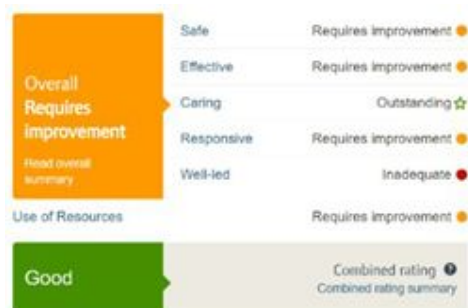 Overall
Requires
improvement
Read overall
summary
Safe Requires improvement
Effective Requires improvement
Caring Outstanding
Responsive Requires improvement
Well-led Inadequate
Use of Resources Requires improvement
Good
Combined rating ?
Combined rating summary